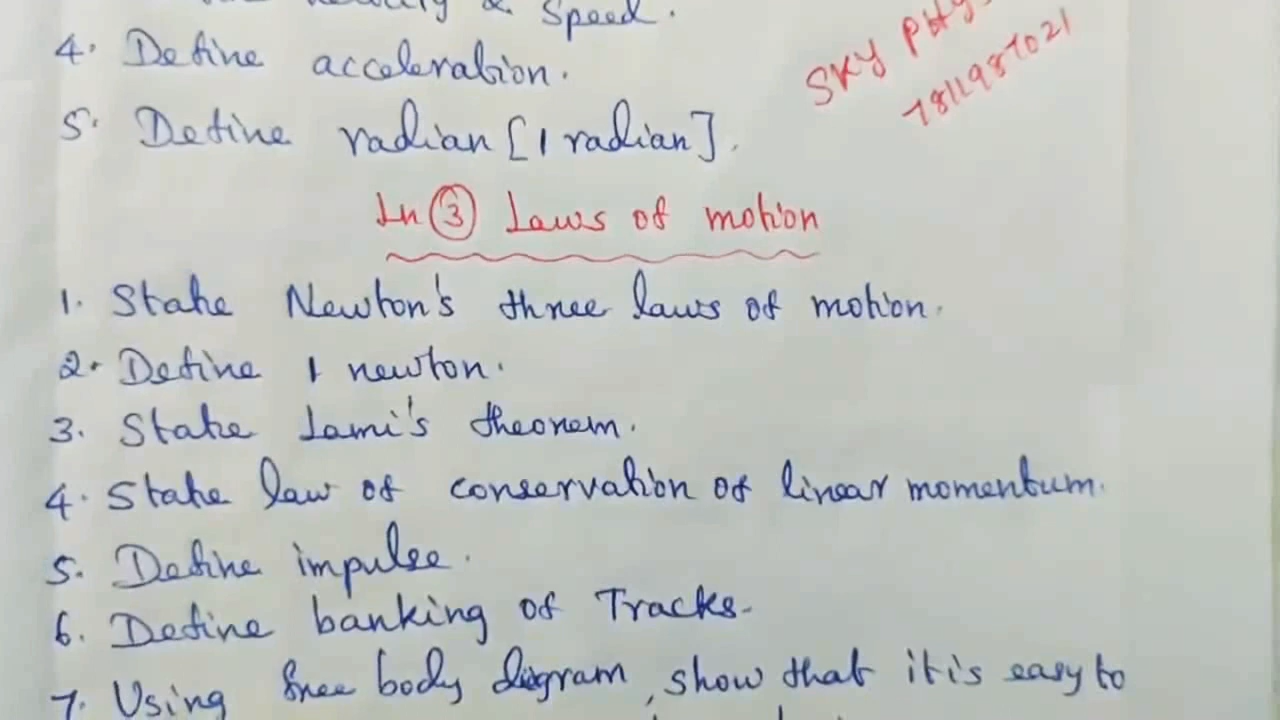 & Speed.
4. Define acceleration.
SKY
7811987021
5. Define radian [1 radian].
Ln ③ Laws of motion
1. State Newton's three laws of motion.
2. Define 1 newton.
3. State Lami's theorem.
4. State law of conservation of linear momentum.
5. Define impulse.
6. Define banking of Tracks.
7. Using free body diagram, show that it is easy to